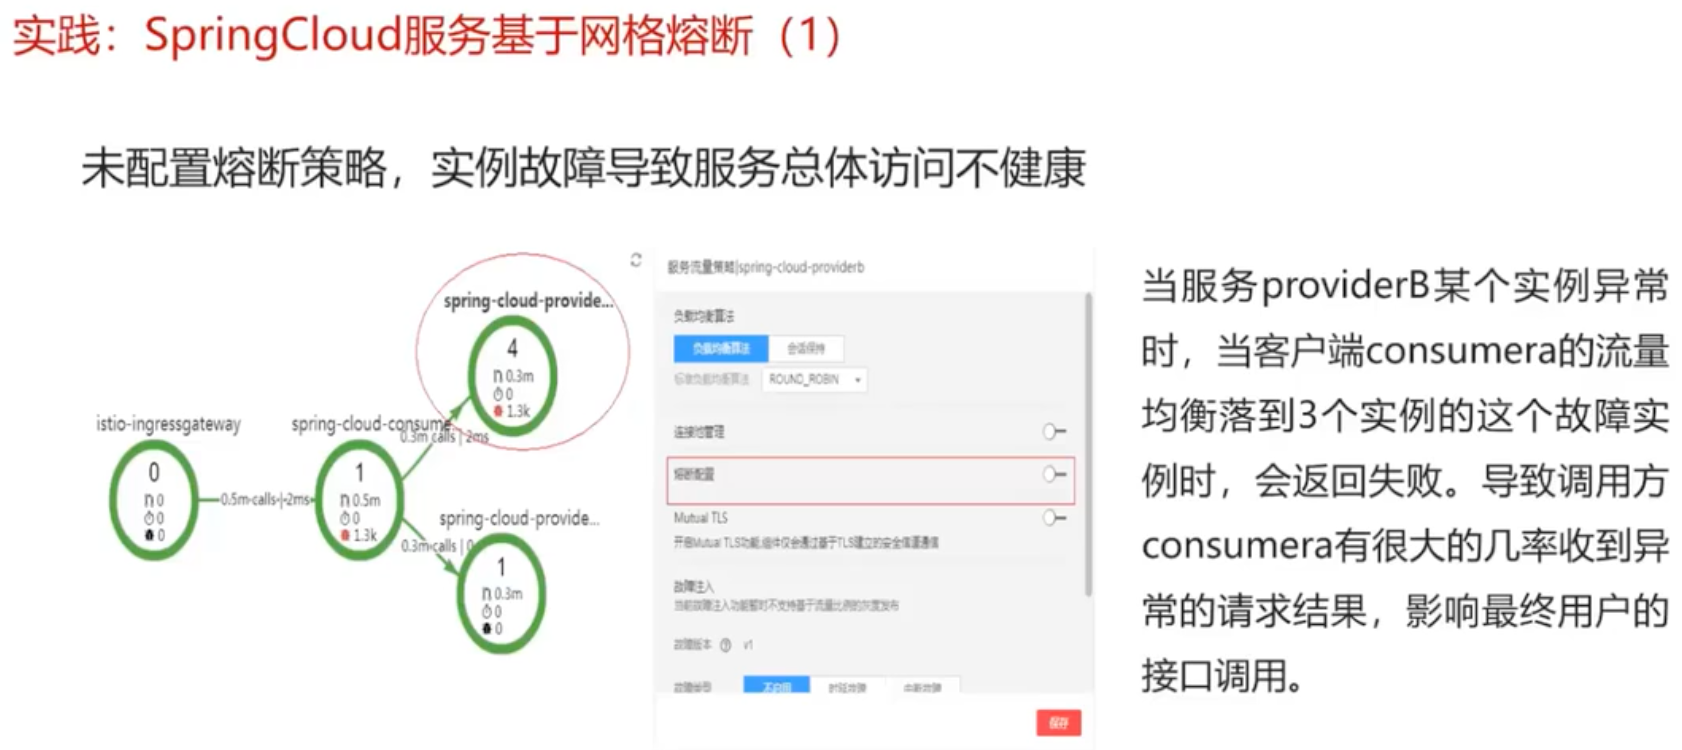 实践：SpringCloud服务基于网格熔断（1）
未配置熔断策略，实例故障导致服务总体访问不健康
spring-cloud-provide...
4
0.3m
0
1.3k
istio-ingressgateway
0
0
0
0
0.5m calls | 2ms
spring-cloud-consume...
1
0.5m
0
1.3k
0.3m calls | 2ms
0.3m calls | 0
spring-cloud-provide...
1
0.3m
0
0
服务流量策略|spring-cloud-providerb
负载均衡算法
负载均衡算法 会话保持
标准负载均衡算法 ROUND_ROBIN
连接池管理
熔断配置
Mutual TLS
开启Mutual TLS功能,组件仅会通过基于TLS建立的安全信道通信
故障注入
当前故障注入功能暂时不支持基于流量比例的灰度发布
故障版本 v1
故障类型 不启用 时延故障 中断故障
保存
当服务providerB某个实例异常
时，当客户端consumera的流量
均衡落到3个实例的这个故障实
例时，会返回失败。导致调用方
consumera有很大的几率收到异
常的请求结果，影响最终用户的
接口调用。